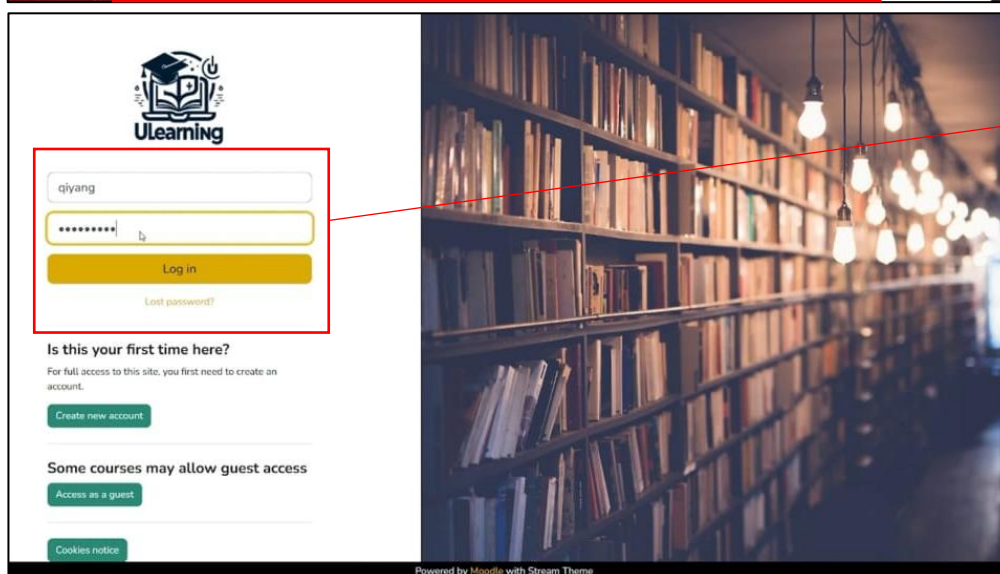 ULearning
qiyang
•••••••••
Log in
Lost password?
Is this your first time here?
For full access to this site, you first need to create an
account.
Create new account
Some courses may allow guest access
Access as a guest
Cookies notice
Powered by Moodle with Stream Theme